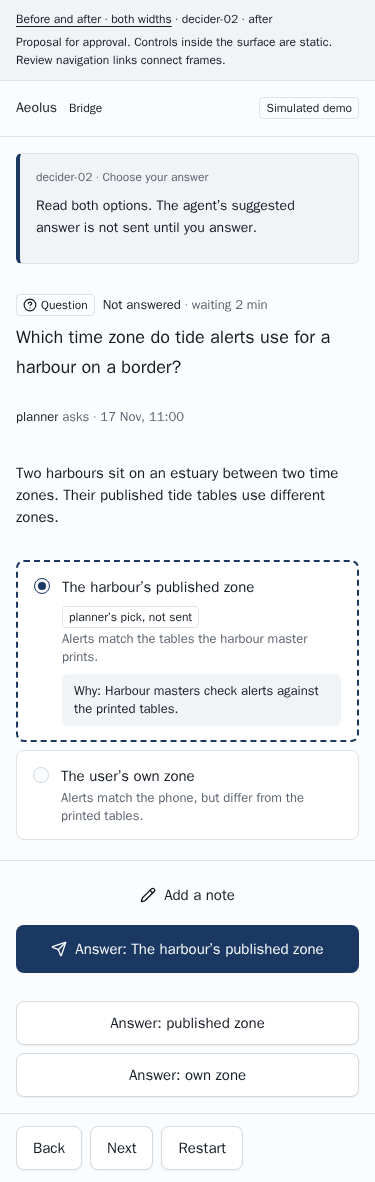 Before and after · both widths · decider-02 · after
Proposal for approval. Controls inside the surface are static.
Review navigation links connect frames.
Aeolus Bridge Simulated demo
decider-02 · Choose your answer
Read both options. The agent's suggested
answer is not sent until you answer.
Question Not answered · waiting 2 min
Which time zone do tide alerts use for a
harbour on a border?
planner asks · 17 Nov, 11:00
Two harbours sit on an estuary between two time
zones. Their published tide tables use different
zones.
The harbour's published zone
planner's pick, not sent
Alerts match the tables the harbour master
prints.
Why: Harbour masters check alerts against
the printed tables.
The user's own zone
Alerts match the phone, but differ from the
printed tables.
Add a note
Answer: The harbour's published zone
Answer: published zone
Answer: own zone
Back Next Restart